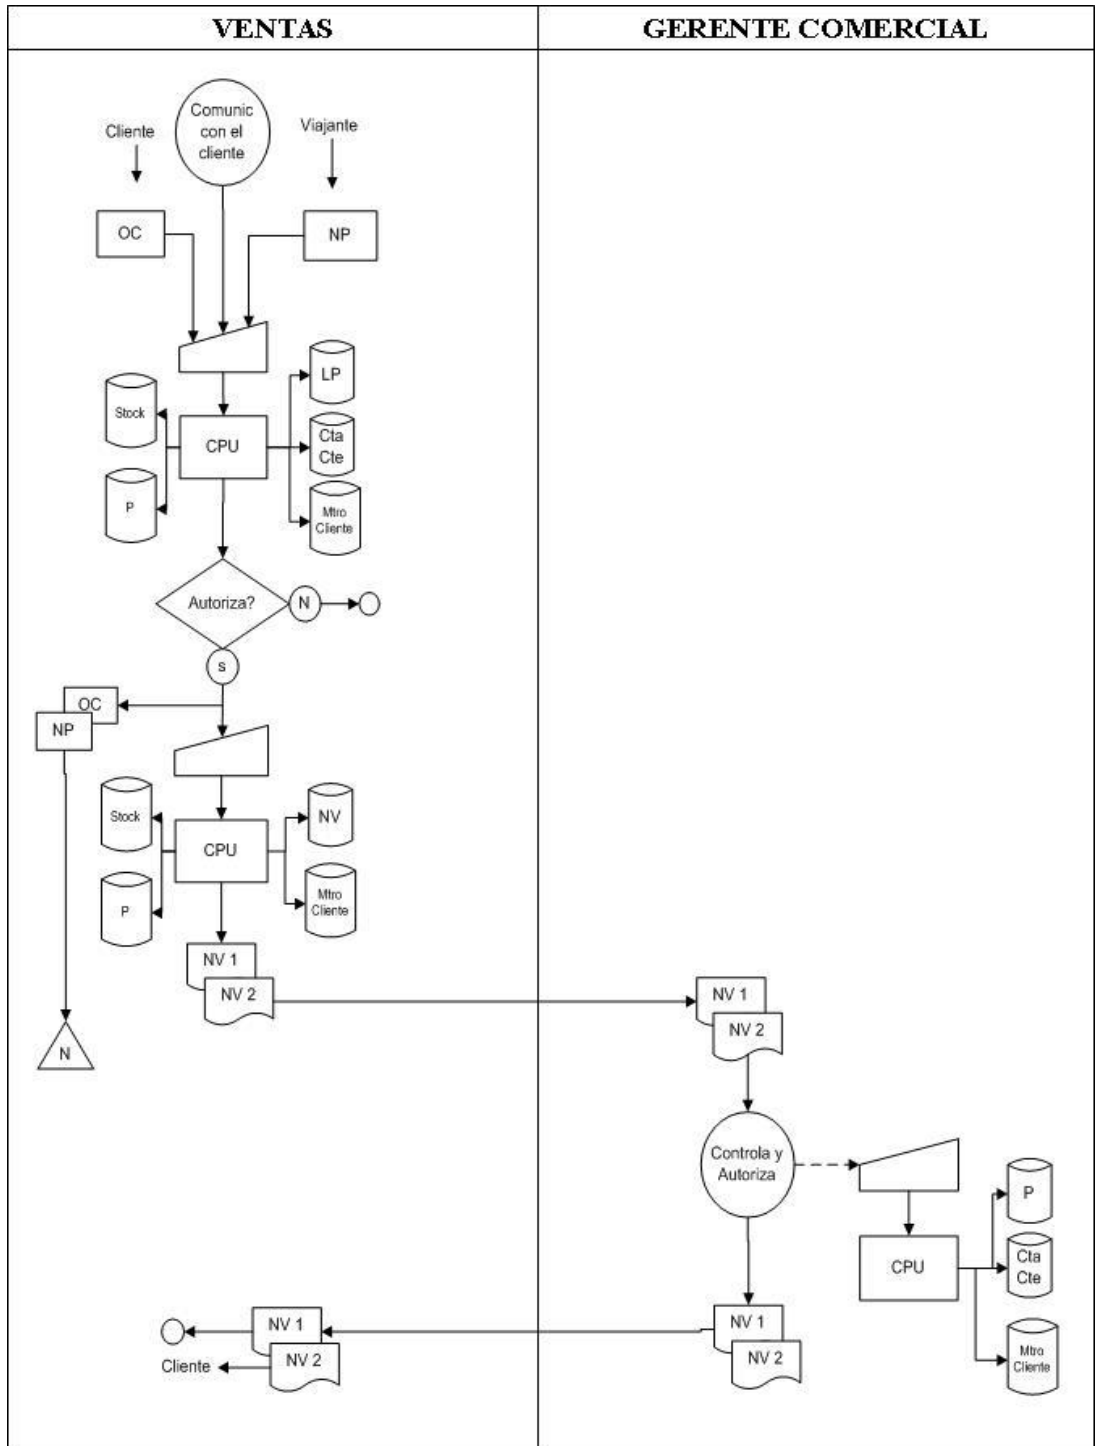 VENTAS
GERENTE COMERCIAL
Comunic
con el
cliente
Cliente
Viajante
OC
NP
LP
Stock
CPU
Cta
Cte
P
Mtro
Cliente
Autoriza?
N
s
OC
NP
Stock
NV
CPU
P
Mtro
Cliente
NV 1
NV 2
N
NV 1
NV 2
Controla y
Autoriza
P
CPU
Cta
Cte
Mtro
Cliente
NV 1
NV 2
NV 1
NV 2
Cliente